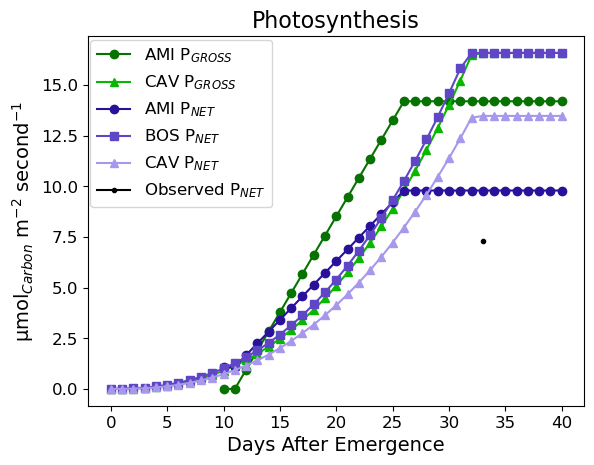 Photosynthesis
AMI P_GROSS
CAV P_GROSS
AMI P_NET
BOS P_NET
CAV P_NET
Observed P_NET
15.0
12.5
10.0
7.5
5.0
2.5
0.0
μmol_Carbon m⁻² second⁻¹
0 5 10 15 20 25 30 35 40
Days After Emergence